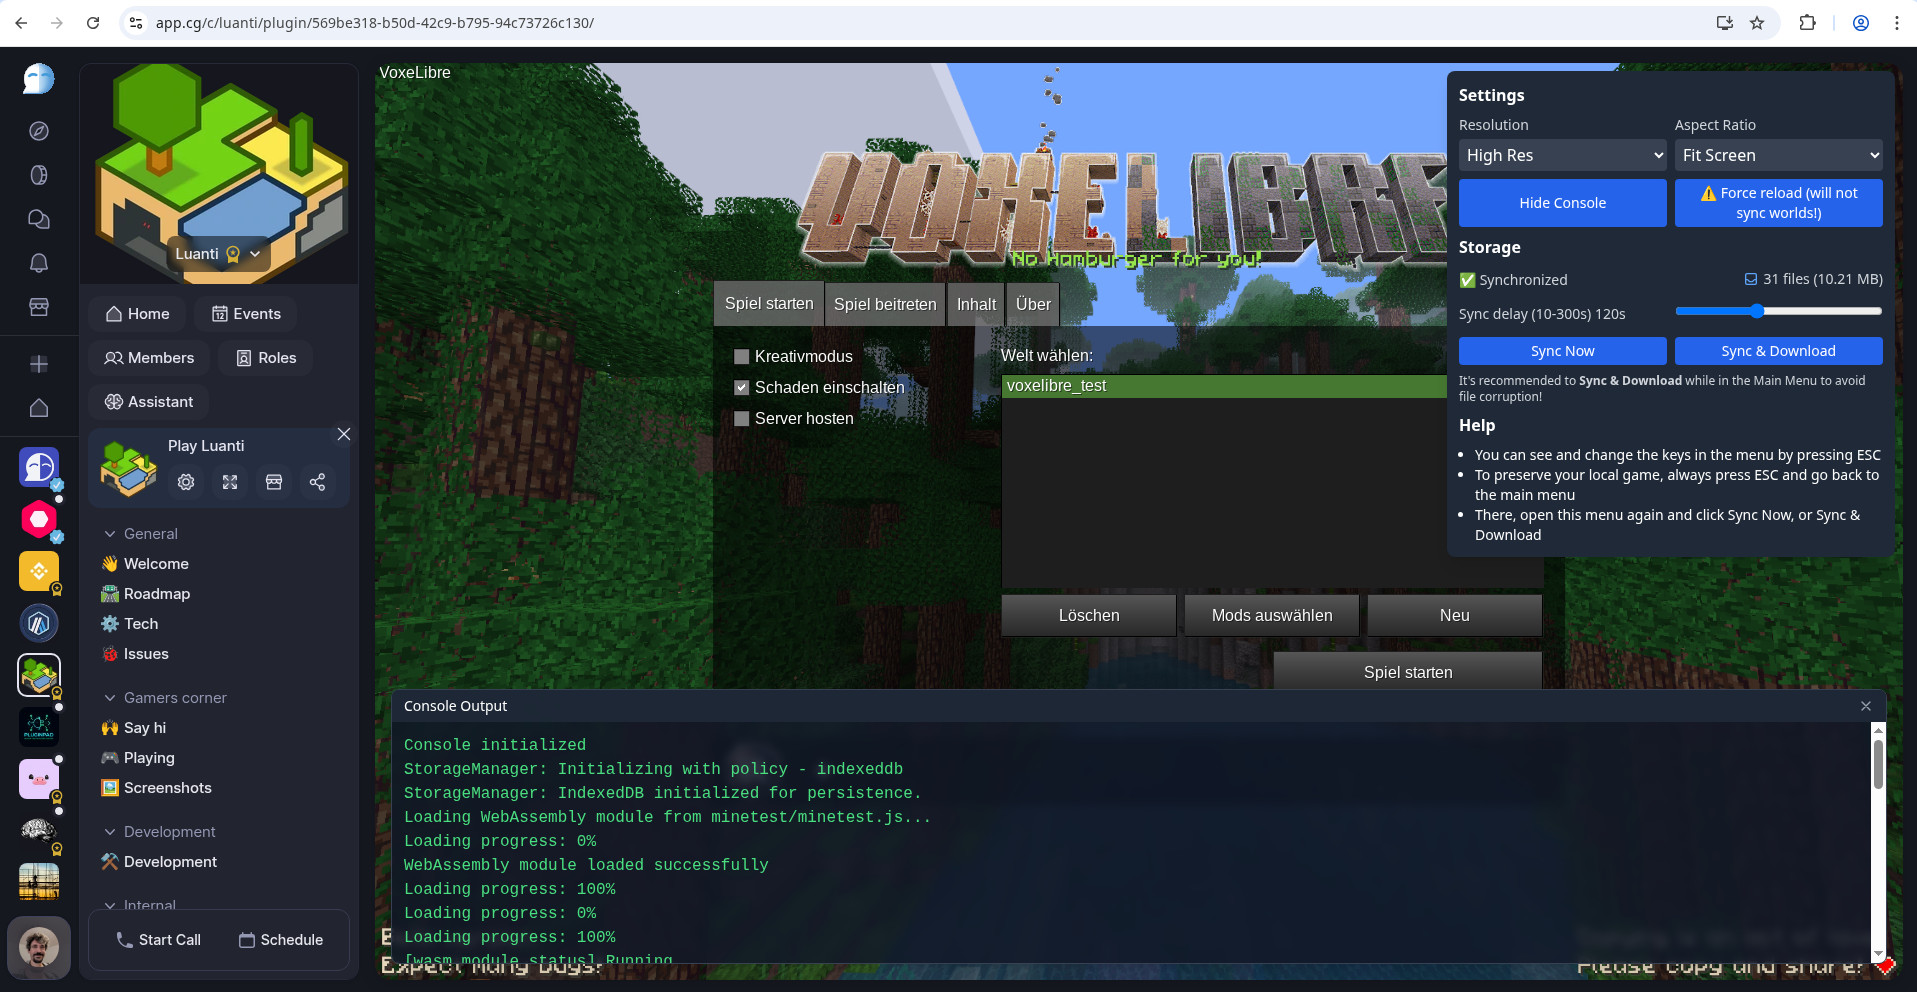 app.cg/c/luanti/plugin/569be318-b50d-42c9-b795-94c73726c130/
Luanti
Home
Events
Members
Roles
Assistant
Play Luanti
General
👋 Welcome
🛣️ Roadmap
⚙️ Tech
🐞 Issues
Gamers corner
🙌 Say hi
🎮 Playing
🖼️ Screenshots
Development
⚒️ Development
Internal
Start Call
Schedule
PLUGINPAD
VoxeLibre
VOXELIBRE
No Hamburger for you!
Spiel starten
Spiel beitreten
Inhalt
Über
Kreativmodus
Schaden einschalten
Server hosten
Welt wählen:
voxelibre_test
Löschen
Mods auswählen
Neu
Spiel starten
Settings
Resolution
Aspect Ratio
High Res
Fit Screen
Hide Console
⚠️ Force reload (will not
sync worlds!)
Storage
✅ Synchronized
31 files (10.21 MB)
Sync delay (10-300s) 120s
Sync Now
Sync & Download
It's recommended to Sync & Download while in the Main Menu to avoid
file corruption!
Help
• You can see and change the keys in the menu by pressing ESC
• To preserve your local game, always press ESC and go back to
the main menu
• There, open this menu again and click Sync Now, or Sync &
Download
Console Output
Console initialized
StorageManager: Initializing with policy - indexeddb
StorageManager: IndexedDB initialized for persistence.
Loading WebAssembly module from minetest/minetest.js...
Loading progress: 0%
WebAssembly module loaded successfully
Loading progress: 100%
Loading progress: 0%
Loading progress: 100%
[wasm module status] Running
Expect many bugs!
Please copy and share!